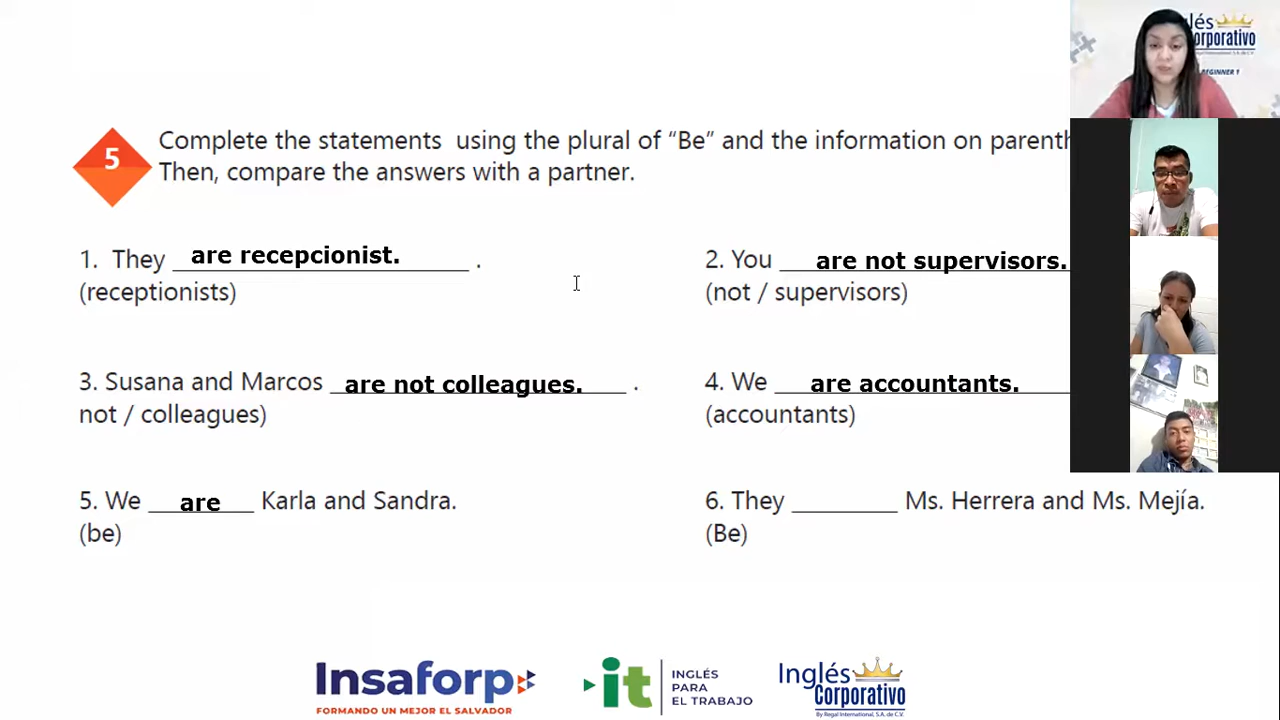 5
Complete the statements using the plural of “Be” and the information on parenth
Then, compare the answers with a partner.
1. They are recepcionist. .
(receptionists)
2. You are not supervisors.
(not / supervisors)
3. Susana and Marcos are not colleagues. .
not / colleagues)
4. We are accountants.
(accountants)
5. We are Karla and Sandra.
(be)
6. They ________ Ms. Herrera and Ms. Mejía.
(Be)
Insaforp
FORMANDO UN MEJOR EL SALVADOR
it
INGLÉS
PARA
EL TRABAJO
Inglés
Corporativo
By Regal International, S.A. de C.V.
lés
orporativo
BEGINNER 1